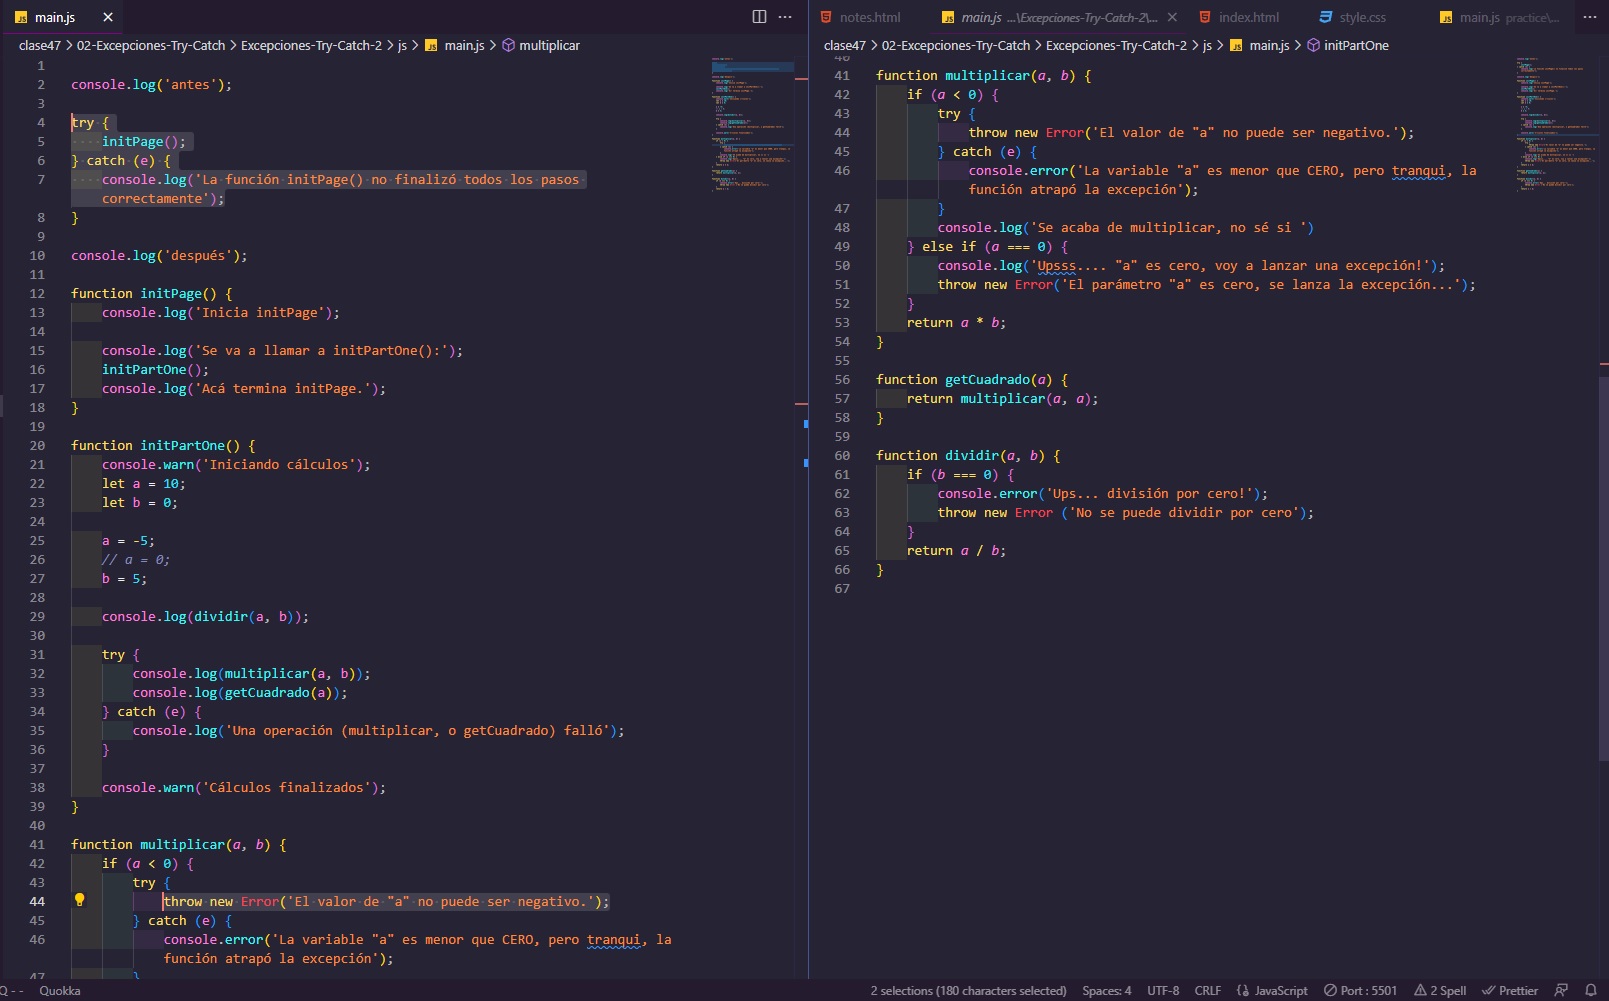 main.js
clase47 > 02-Excepciones-Try-Catch > Excepciones-Try-Catch-2 > js > main.js > multiplicar
1
2 console.log('antes');
3
4 try {
5     initPage();
6 } catch (e) {
7     console.log('La función initPage() no finalizó todos los pasos
correctamente');
8 }
9
10 console.log('después');
11
12 function initPage() {
13     console.log('Inicia initPage');
14
15     console.log('Se va a llamar a initPartOne():');
16     initPartOne();
17     console.log('Acá termina initPage.');
18 }
19
20 function initPartOne() {
21     console.warn('Iniciando cálculos');
22     let a = 10;
23     let b = 0;
24
25     a = -5;
26     // a = 0;
27     b = 5;
28
29     console.log(dividir(a, b));
30
31     try {
32         console.log(multiplicar(a, b));
33         console.log(getCuadrado(a));
34     } catch (e) {
35         console.log('Una operación (multiplicar, o getCuadrado) falló');
36     }
37
38     console.warn('Cálculos finalizados');
39 }
40
41 function multiplicar(a, b) {
42     if (a < 0) {
43         try {
44             throw new Error('El valor de "a" no puede ser negativo.');
45         } catch (e) {
46             console.error('La variable "a" es menor que CERO, pero tranqui, la
función atrapó la excepción');
47         }
notes.html main.js ...\Excepciones-Try-Catch-2\... index.html style.css main.js practice\...
clase47 > 02-Excepciones-Try-Catch > Excepciones-Try-Catch-2 > js > main.js > initPartOne
40
41 function multiplicar(a, b) {
42     if (a < 0) {
43         try {
44             throw new Error('El valor de "a" no puede ser negativo.');
45         } catch (e) {
46             console.error('La variable "a" es menor que CERO, pero tranqui, la
función atrapó la excepción');
47         }
48         console.log('Se acaba de multiplicar, no sé si ')
49     } else if (a === 0) {
50         console.log('Upsss.... "a" es cero, voy a lanzar una excepción!');
51         throw new Error('El parámetro "a" es cero, se lanza la excepción...');
52     }
53     return a * b;
54 }
55
56 function getCuadrado(a) {
57     return multiplicar(a, a);
58 }
59
60 function dividir(a, b) {
61     if (b === 0) {
62         console.error('Ups... división por cero!');
63         throw new Error ('No se puede dividir por cero');
64     }
65     return a / b;
66 }
67
Q - - Quokka 2 selections (180 characters selected) Spaces: 4 UTF-8 CRLF JavaScript Port : 5501 2 Spell Prettier